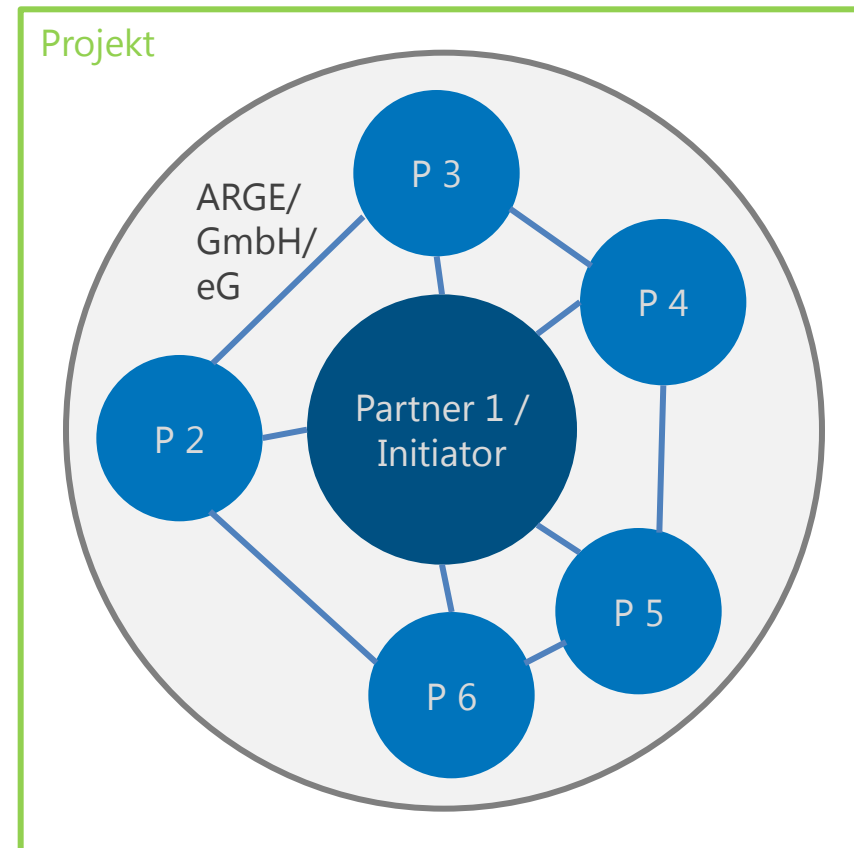 Projekt
P 3
ARGE/
GmbH/
eG
P 4
Partner 1 /
Initiator
P 2
P 5
P 6